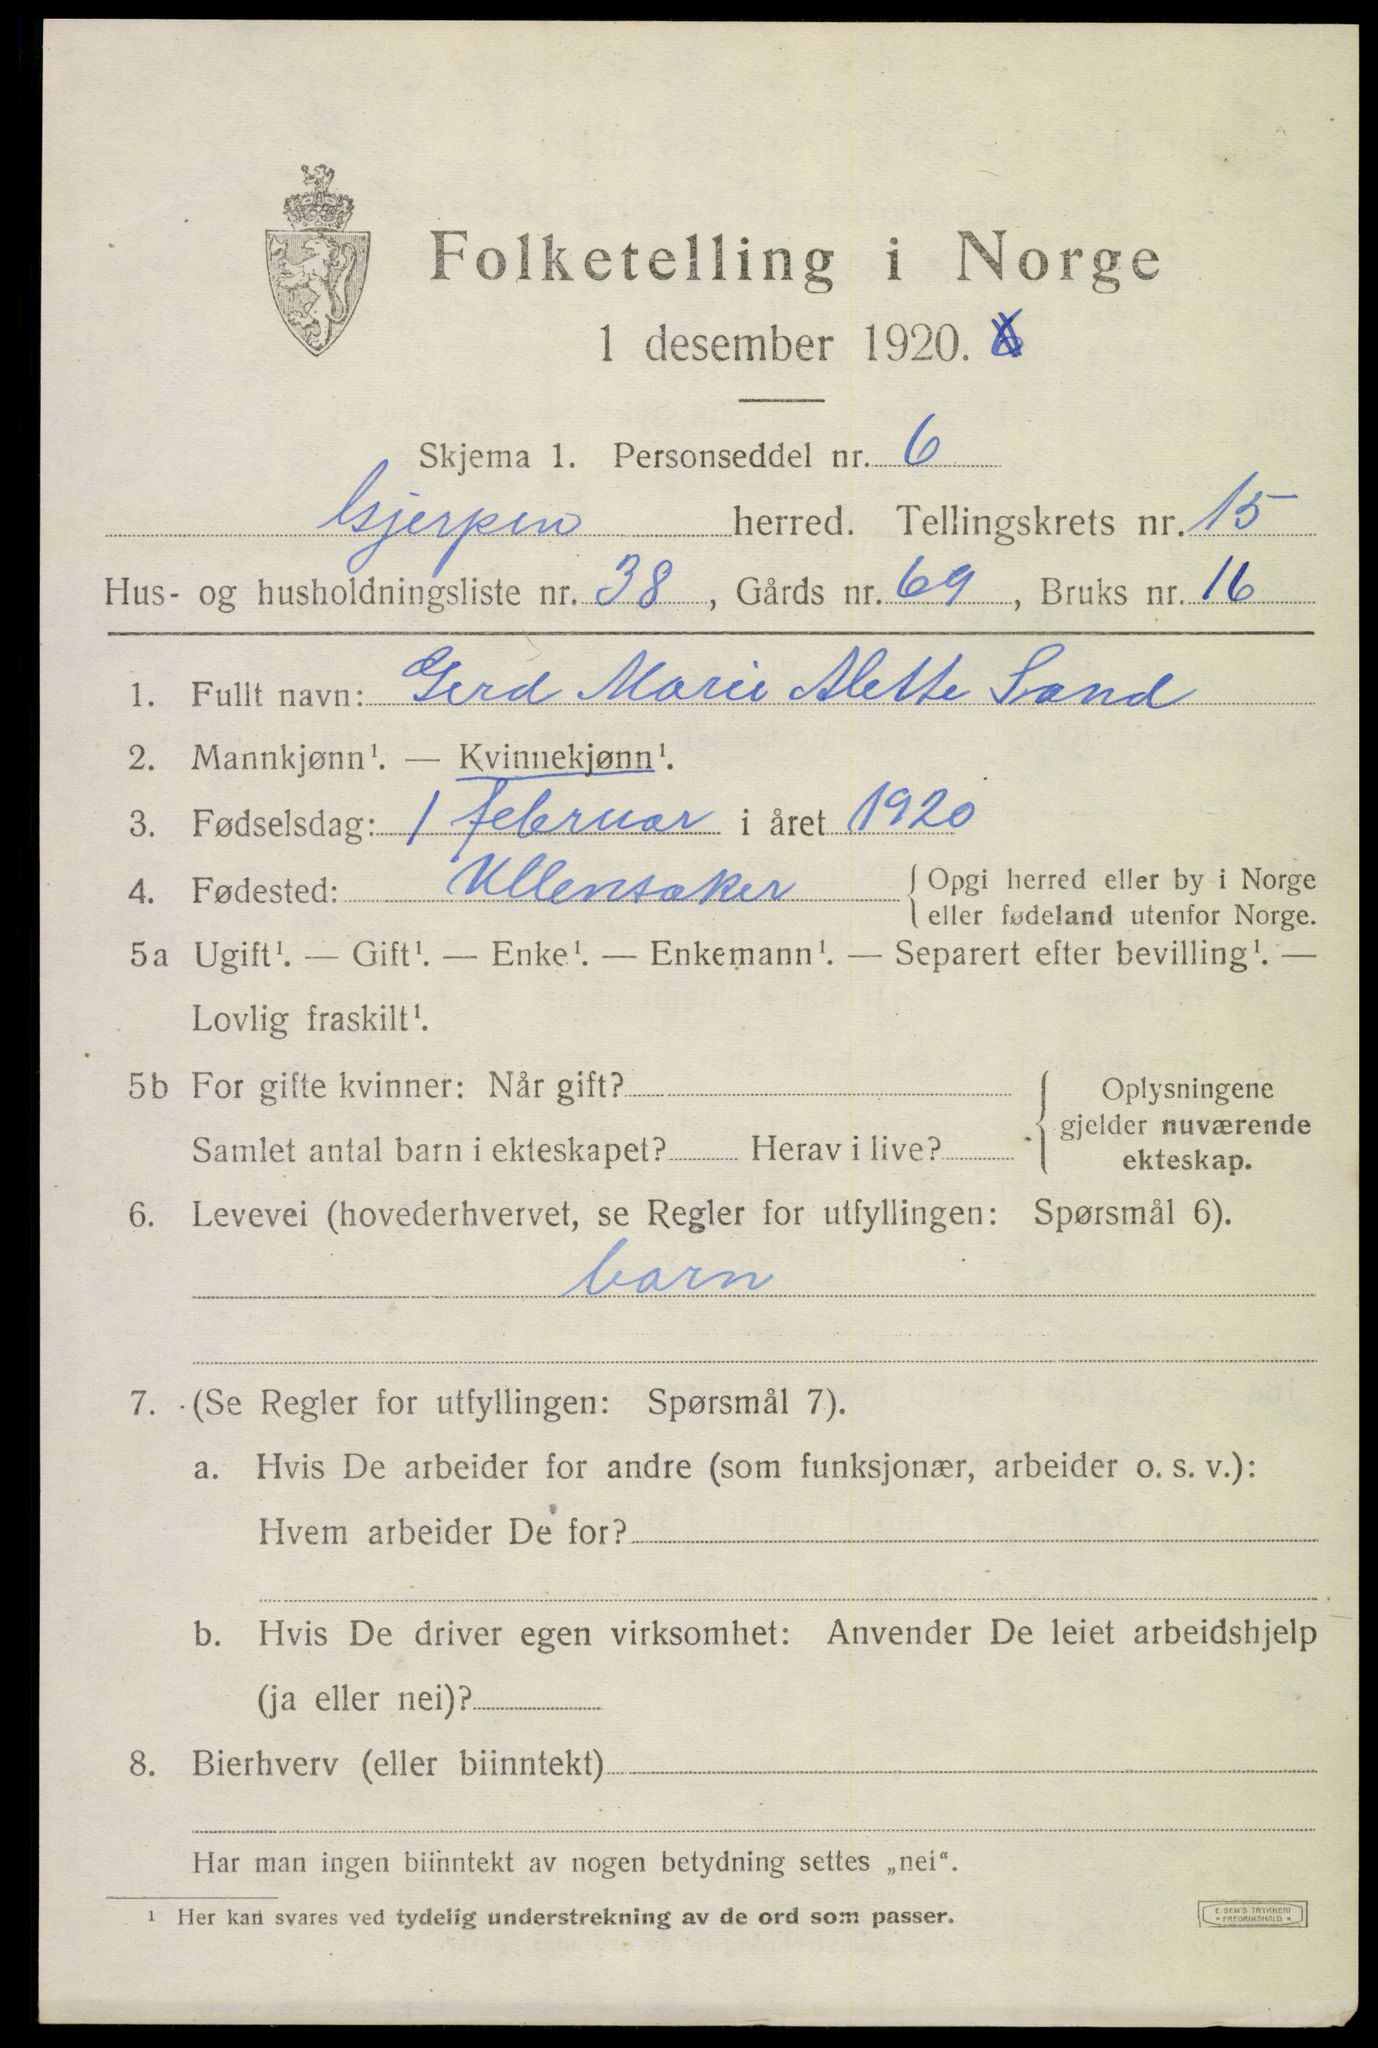 Folketelling i Norge
1 desember 1920.
Skjema 1. Personseddel nr. 6
Gjerpen herred. Tellingskrets nr. 15
Hus- og husholdningsliste nr. 38, Gårds nr. 69, Bruks nr. 16
1. Fullt navn: Gerd Marie Alette Sand
2. Mannkjønn¹. — Kvinnekjønn¹.
3. Fødselsdag: 1 februar i året 1920
4. Fødested: Ullensaker { Opgi herred eller by i Norge
eller fødeland utenfor Norge.
5a Ugift¹. — Gift¹. — Enke¹. — Enkemann¹. — Separert efter bevilling¹. —
Lovlig fraskilt¹.
5b For gifte kvinner: Når gift? { Oplysningene
gjelder nuværende
Samlet antal barn i ekteskapet? Herav i live? ekteskap.
6. Levevei (hovederhvervet, se Regler for utfyllingen: Spørsmål 6).
barn
7. (Se Regler for utfyllingen: Spørsmål 7).
a. Hvis De arbeider for andre (som funksjonær, arbeider o. s. v.):
Hvem arbeider De for?
b. Hvis De driver egen virksomhet: Anvender De leiet arbeidshjelp
(ja eller nei)?
8. Bierhverv (eller biinntekt)
Har man ingen biinntekt av nogen betydning settes „nei“.
¹ Her kan svares ved tydelig understrekning av de ord som passer.
E. SEM'S TRYKKERI
* FREDRIKSHALD *